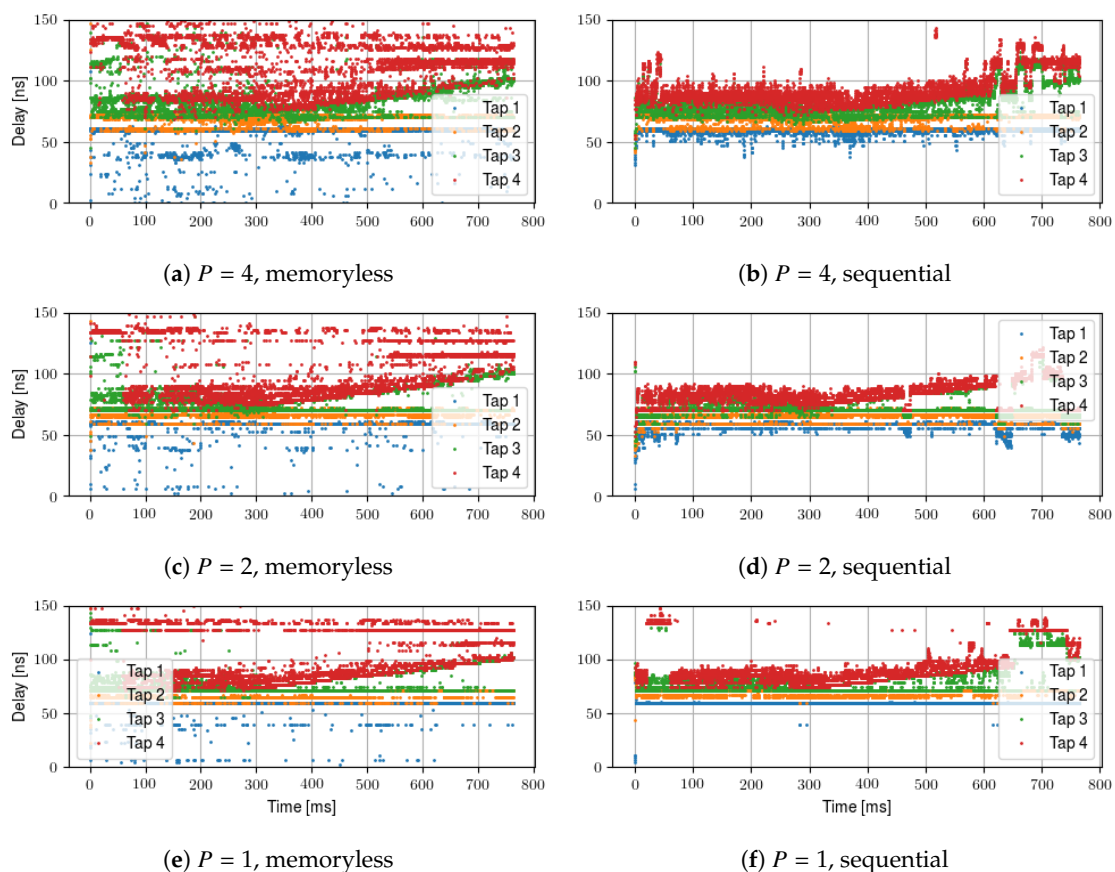 150
100
50
0
Delay [ns]
0 100 200 300 400 500 600 700 800
Tap 1
Tap 2
Tap 3
Tap 4
(a) P = 4, memoryless
150
100
50
0
0 100 200 300 400 500 600 700 800
Tap 1
Tap 2
Tap 3
Tap 4
(b) P = 4, sequential
150
100
50
0
Delay [ns]
0 100 200 300 400 500 600 700 800
Tap 1
Tap 2
Tap 3
Tap 4
(c) P = 2, memoryless
150
100
50
0
0 100 200 300 400 500 600 700 800
Tap 1
Tap 2
Tap 3
Tap 4
(d) P = 2, sequential
150
100
50
0
Delay [ns]
0 100 200 300 400 500 600 700 800
Time [ms]
Tap 1
Tap 2
Tap 3
Tap 4
(e) P = 1, memoryless
150
100
50
0
0 100 200 300 400 500 600 700 800
Time [ms]
Tap 1
Tap 2
Tap 3
Tap 4
(f) P = 1, sequential